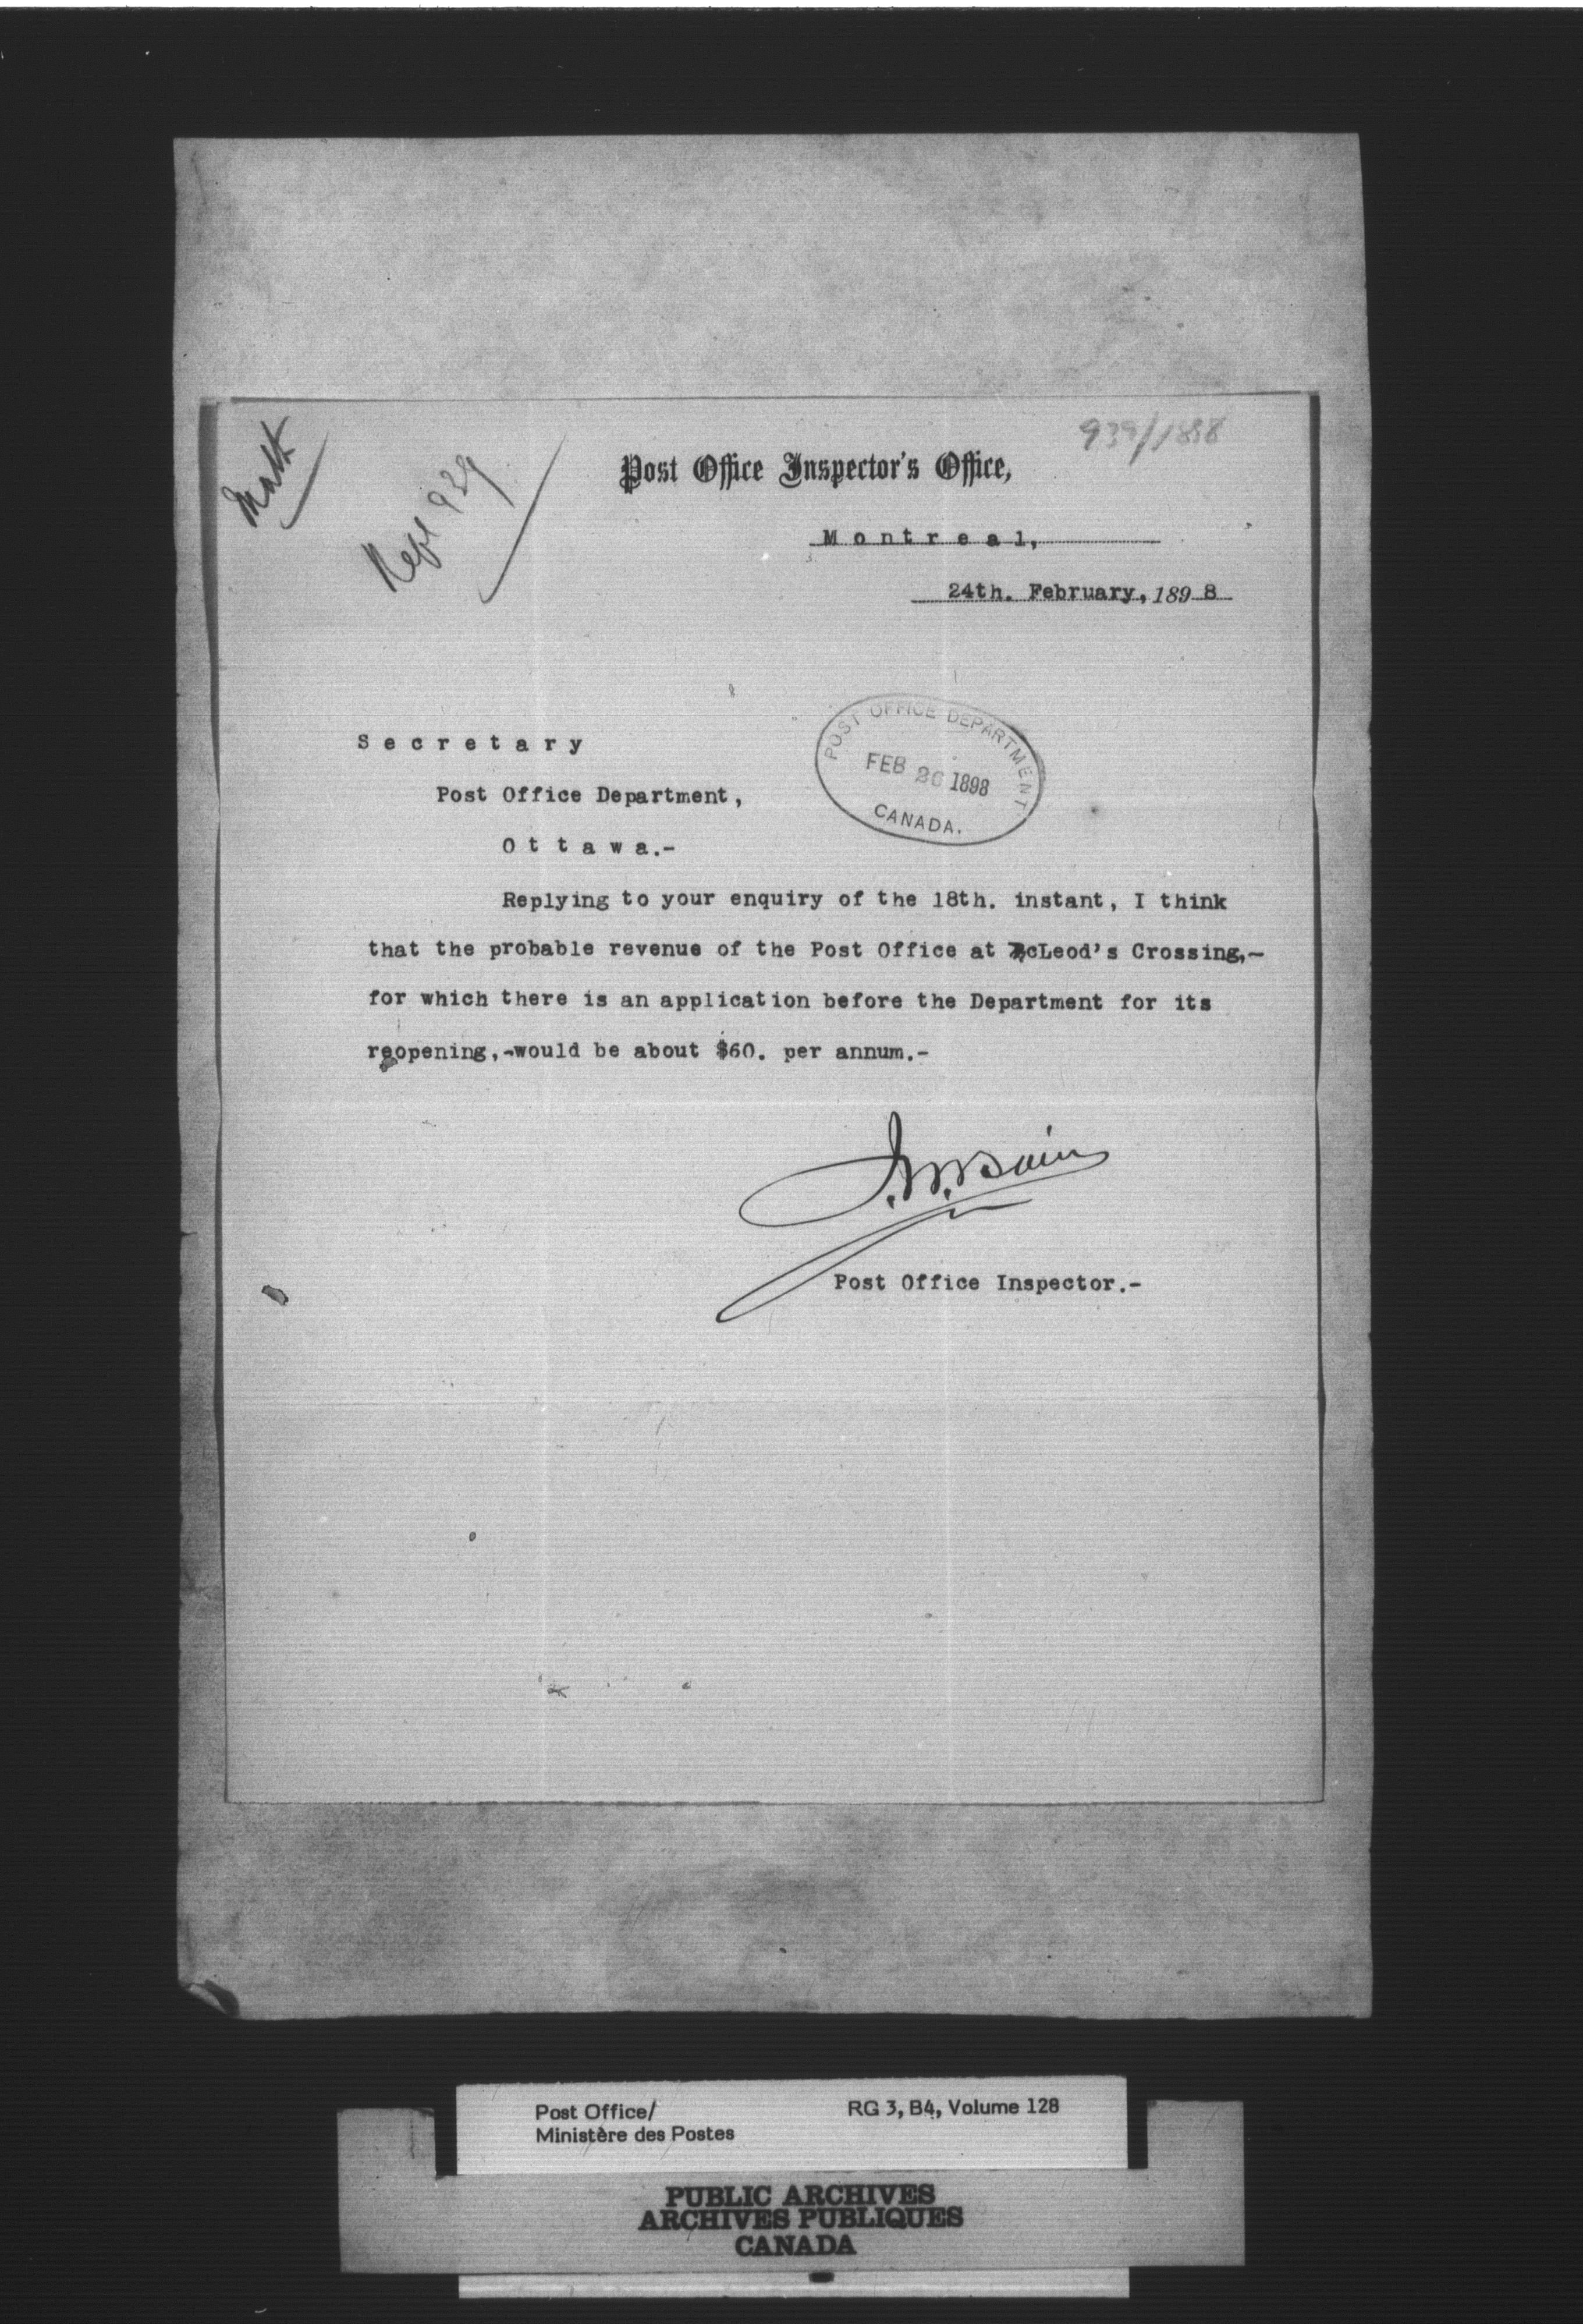 939/1898
Post Office Inspector's Office,
Montreal,
24th. February, 1898
POST OFFICE DEPARTMENT
FEB 26 1898
CANADA.
Secretary
Post Office Department,
Ottawa.-
Replying to your enquiry of the 18th. instant, I think
that the probable revenue of the Post Office at McLeod's Crossing,-
for which there is an application before the Department for its
reopening,-would be about $60. per annum.-
Post Office Inspector.-
Post Office/
Ministère des Postes
RG 3, B4, Volume 128
PUBLIC ARCHIVES
ARCHIVES PUBLIQUES
CANADA